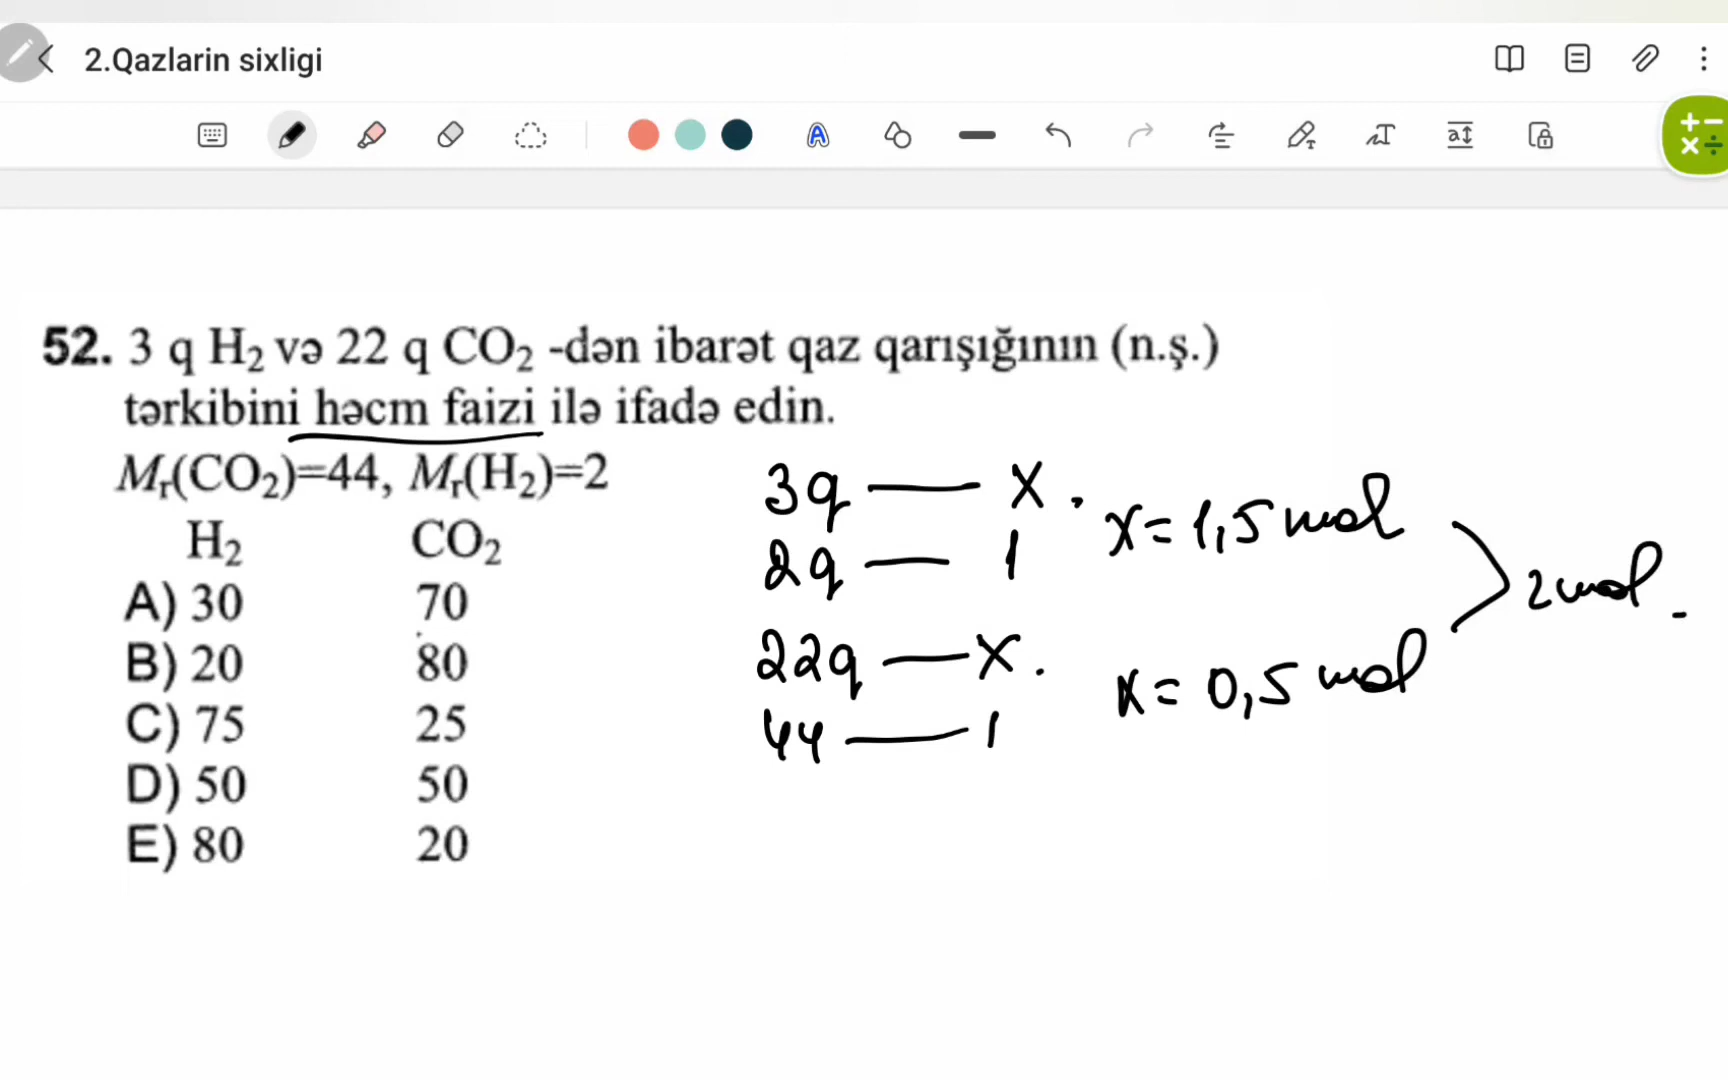 2.Qazlarin sixligi
52. 3 q H₂ və 22 q CO₂ -dən ibarət qaz qarışığının (n.ş.)
tərkibini həcm faizi ilə ifadə edin.
Mᵣ(CO₂)=44, Mᵣ(H₂)=2
H₂ CO₂
A) 30 70
B) 20 80
C) 75 25
D) 50 50
E) 80 20
3q — X. x = 1,5 mol
2q — 1
2 mol.
22q — X. x = 0,5 mol
44 — 1